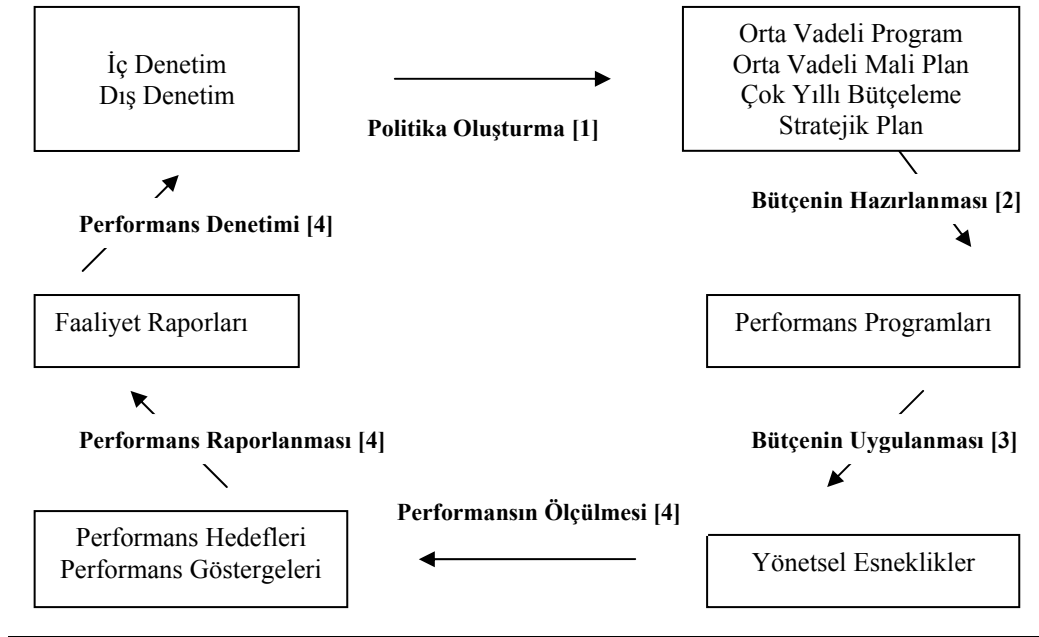 İç Denetim
Dış Denetim
Politika Oluşturma [1]
Orta Vadeli Program
Orta Vadeli Mali Plan
Çok Yıllı Bütçeleme
Stratejik Plan
Bütçenin Hazırlanması [2]
Performans Programları
Bütçenin Uygulanması [3]
Yönetsel Esneklikler
Performansın Ölçülmesi [4]
Performans Hedefleri
Performans Göstergeleri
Performans Raporlanması [4]
Faaliyet Raporları
Performans Denetimi [4]